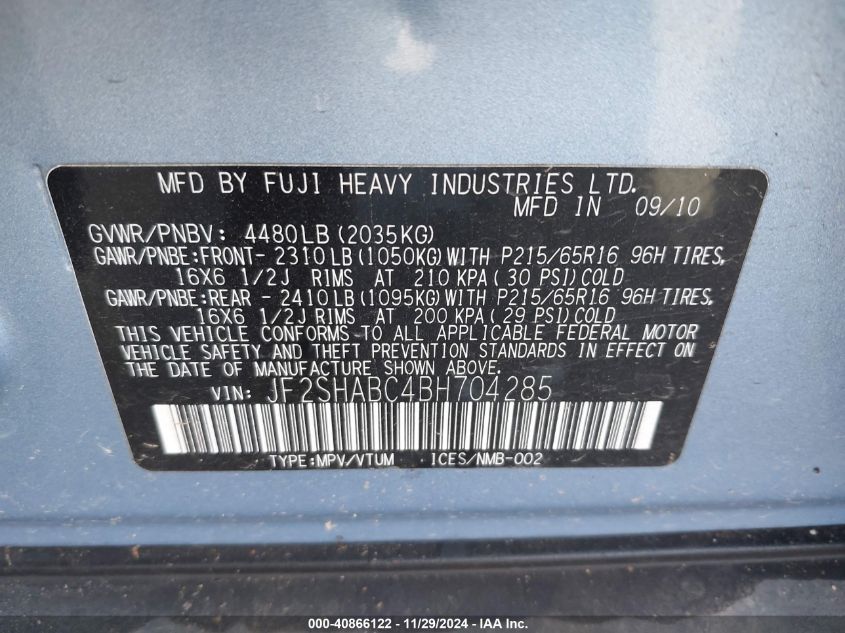 MFD BY FUJI HEAVY INDUSTRIES LTD.
MFD IN 09/10
GVWR/PNBV: 4480LB (2035KG)
GAWR/PNBE:FRONT- 2310LB(1050KG)WITH P215/65R16 96H TIRES,
16X6 1/2J RIMS AT 210 KPA( 30 PSI)COLD
GAWR/PNBE:REAR - 2410LB(1095KG)WITH P215/65R16 96H TIRES,
16X6 1/2J RIMS AT 200 KPA( 29 PSI)COLD
THIS VEHICLE CONFORMS TO ALL APPLICABLE FEDERAL MOTOR
VEHICLE SAFETY AND THEFT PREVENTION STANDARDS IN EFFECT ON
THE DATE OF MANUFACTURE SHOWN ABOVE.
VIN: JF2SHABC4BH704285
TYPE:MPV/VTUM ICES/NMB-002
000-40866122 - 11/29/2024 - IAA Inc.